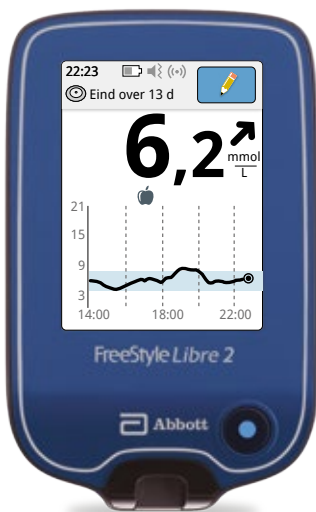 22:23
Eind over 13 d
6,2
mmol
L
21
15
9
3
14:00 18:00 22:00
FreeStyle Libre 2
Abbott